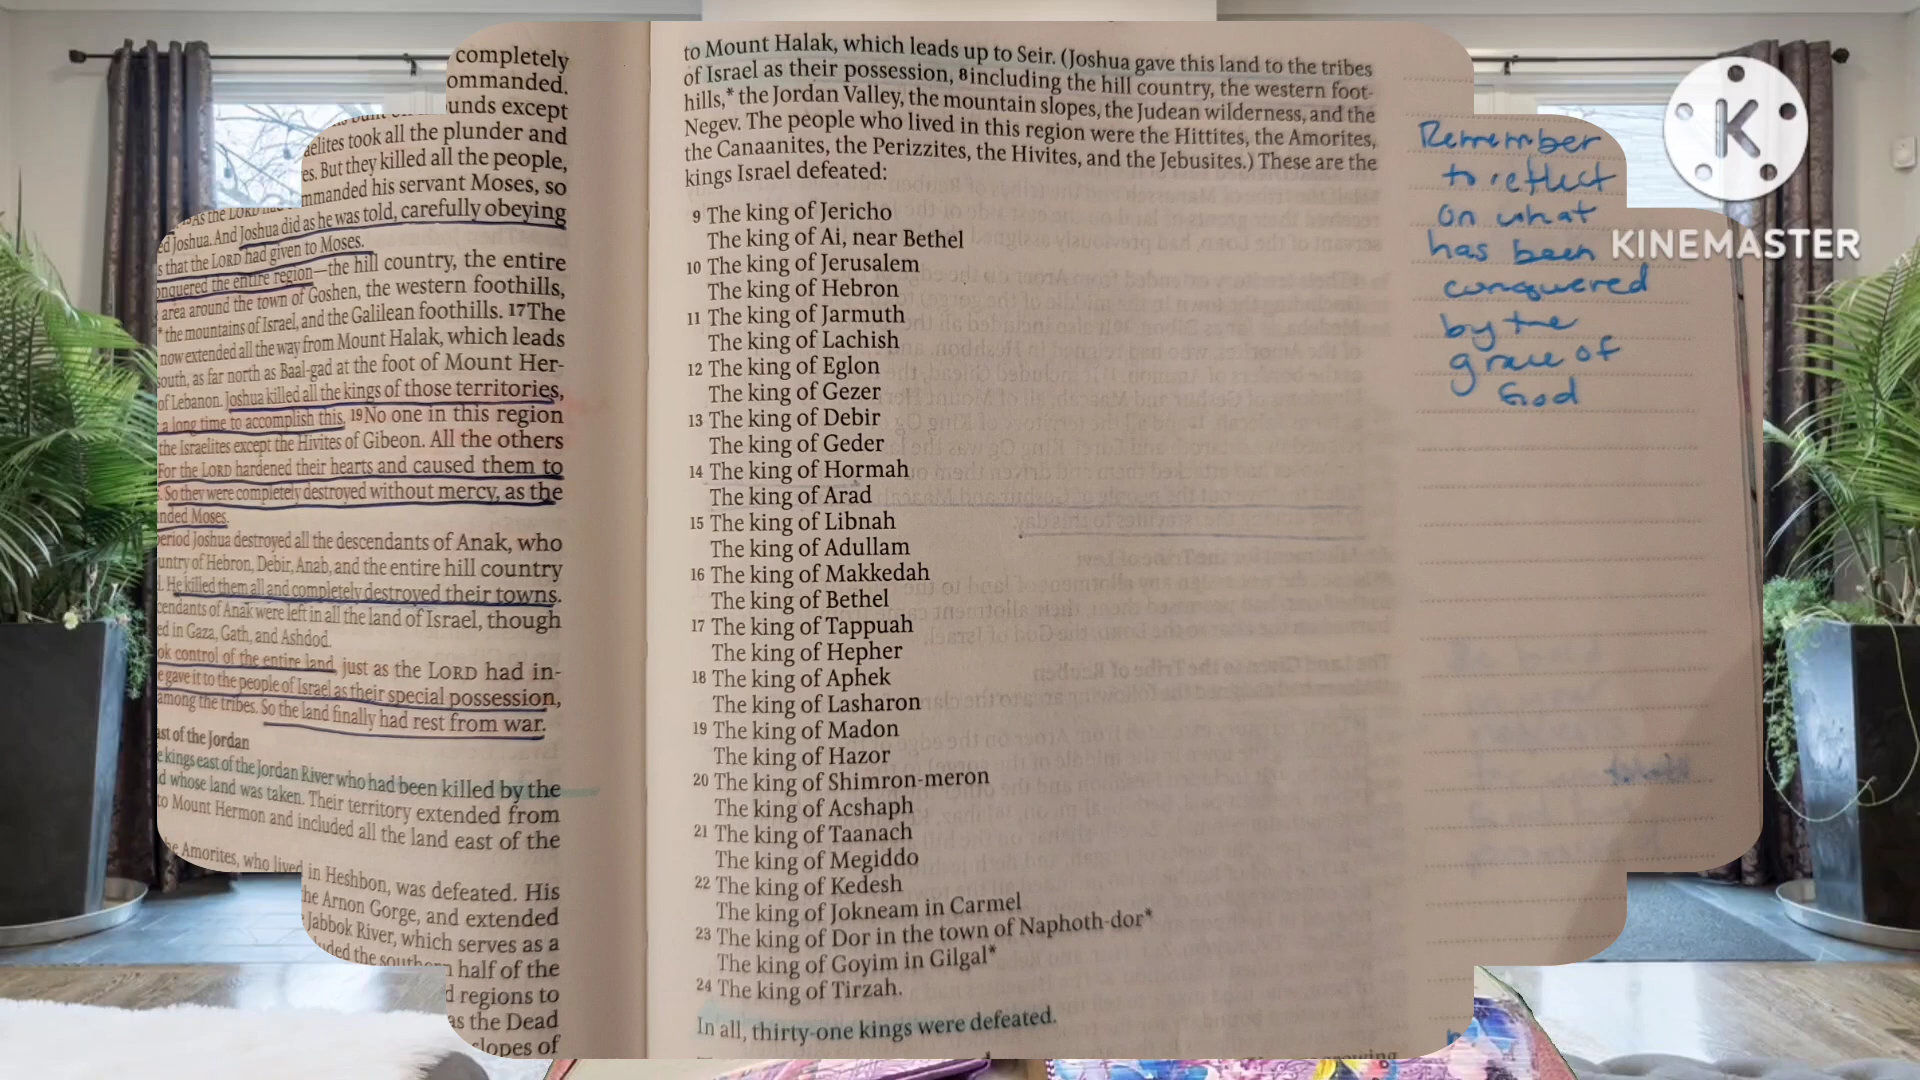 completely
ommanded.
unds except
aelites took all the plunder and
es. But they killed all the people,
mmanded his servant Moses, so
15As the LORD
ed Joshua. And Joshua did as he was told, carefully obeying
s that the LORD had given to Moses.
onquered the entire region—the hill country, the entire
area around the town of Goshen, the western foothills,
* the mountains of Israel, and the Galilean foothills. 17The
now extended all the way from Mount Halak, which leads
south, as far north as Baal-gad at the foot of Mount Her-
of Lebanon. Joshua killed all the kings of those territories,
a long time to accomplish this. 19No one in this region
the Israelites except the Hivites of Gibeon. All the others
For the LORD hardened their hearts and caused them to
. So they were completely destroyed without mercy, as the
nded Moses.
period Joshua destroyed all the descendants of Anak, who
untry of Hebron, Debir, Anab, and the entire hill country
l. He killed them all and completely destroyed their towns.
cendants of Anak were left in all the land of Israel, though
ed in Gaza, Gath, and Ashdod.
ok control of the entire land, just as the LORD had in-
e gave it to the people of Israel as their special possession,
among the tribes. So the land finally had rest from war.
ast of the Jordan
e kings east of the Jordan River who had been killed by the
d whose land was taken. Their territory extended from
to Mount Hermon and included all the land east of the
he Amorites, who lived in Heshbon, was defeated. His
he Arnon Gorge, and extended
Jabbok River, which serves as a
luded the southern half of the
d regions to
as the Dead
slopes of
to Mount Halak, which leads up to Seir. (Joshua gave this land to the tribes
of Israel as their possession, 8including the hill country, the western foot-
hills,* the Jordan Valley, the mountain slopes, the Judean wilderness, and the
Negev. The people who lived in this region were the Hittites, the Amorites,
the Canaanites, the Perizzites, the Hivites, and the Jebusites.) These are the
kings Israel defeated:
9 The king of Jericho
The king of Ai, near Bethel
10 The king of Jerusalem
The king of Hebron
11 The king of Jarmuth
The king of Lachish
12 The king of Eglon
The king of Gezer
13 The king of Debir
The king of Geder
14 The king of Hormah
The king of Arad
15 The king of Libnah
The king of Adullam
16 The king of Makkedah
The king of Bethel
17 The king of Tappuah
The king of Hepher
18 The king of Aphek
The king of Lasharon
19 The king of Madon
The king of Hazor
20 The king of Shimron-meron
The king of Acshaph
21 The king of Taanach
The king of Megiddo
22 The king of Kedesh
The king of Jokneam in Carmel
23 The king of Dor in the town of Naphoth-dor*
The king of Goyim in Gilgal*
24 The king of Tirzah.
In all, thirty-one kings were defeated.
Remember
to reflect
on what
has been
conquered
by the
grace of
God
K
KINEMASTER